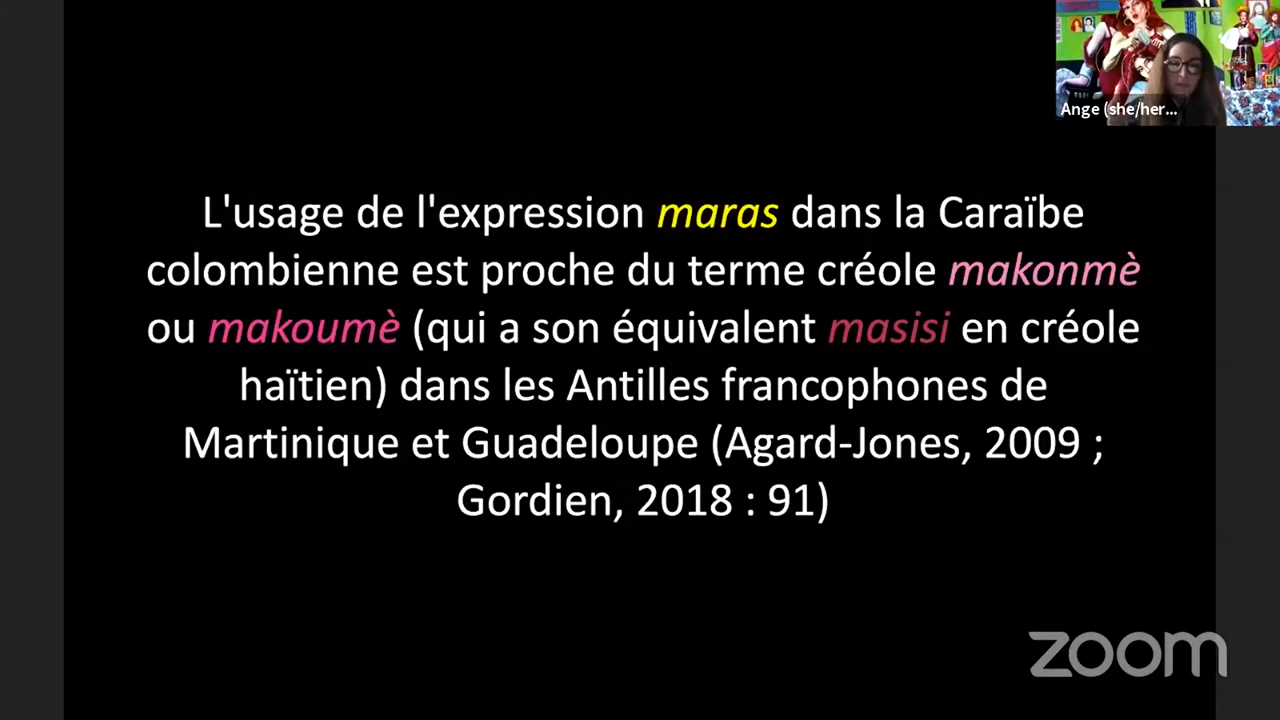 Ange (she/her...
L'usage de l'expression maras dans la Caraïbe
colombienne est proche du terme créole makonmè
ou makoumè (qui a son équivalent masisi en créole
haïtien) dans les Antilles francophones de
Martinique et Guadeloupe (Agard-Jones, 2009 ;
Gordien, 2018 : 91)
zoom